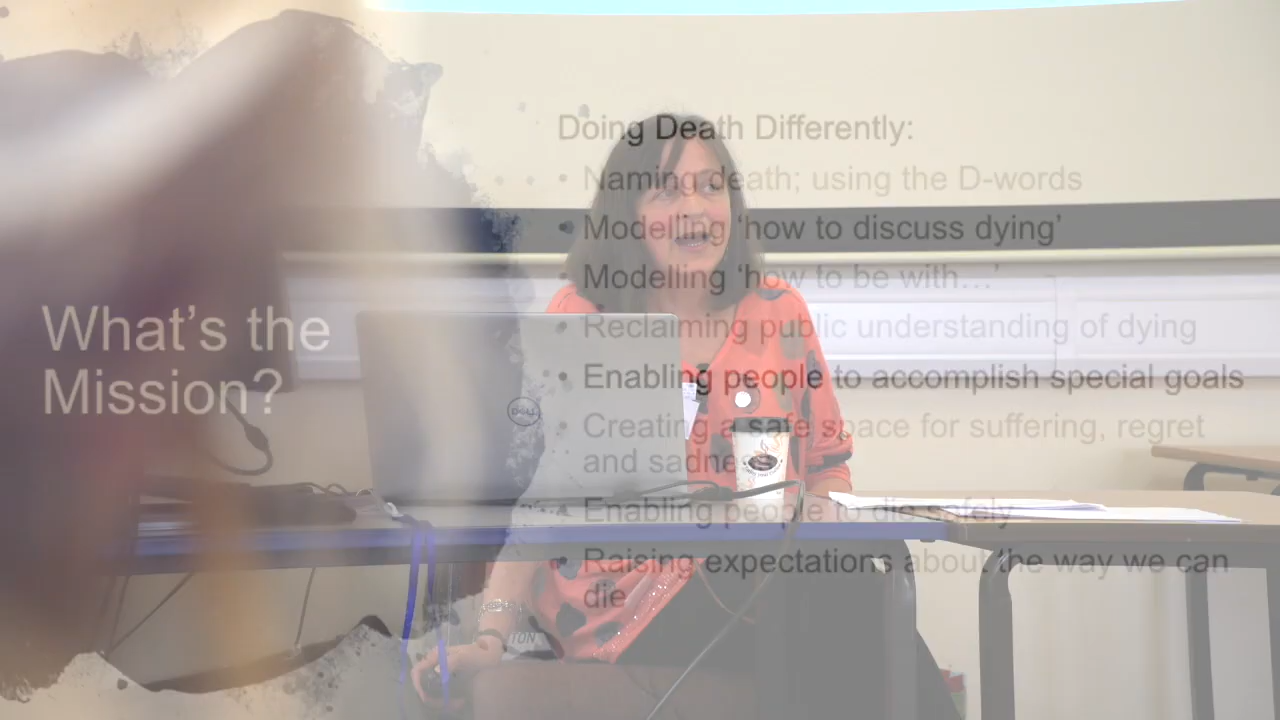 What's the
Mission?
Doing Death Differently:
• Naming death; using the D-words
• Modelling 'how to discuss dying'
• Modelling 'how to be with…'
• Reclaiming public understanding of dying
• Enabling people to accomplish special goals
• Creating a safe space for suffering, regret
and sadness
• Enabling people to die safely
• Raising expectations about the way we can
die
DELL
TON